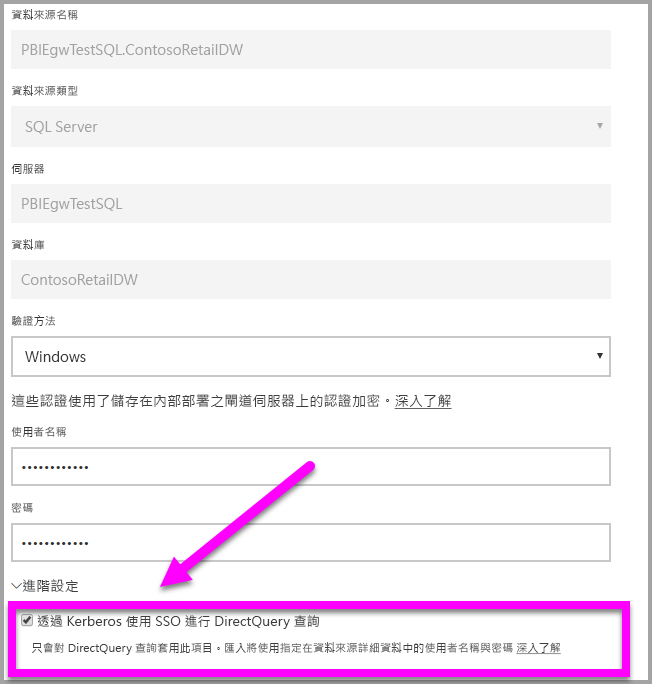 資料來源名稱
PBIEgwTestSQL.ContosoRetailDW
資料來源類型
SQL Server
伺服器
PBIEgwTestSQL
資料庫
ContosoRetailDW
驗證方法
Windows
這些認證使用了儲存在內部部署之閘道伺服器上的認證加密。深入了解
使用者名稱
••••••••••••
密碼
••••••••••••
進階設定
透過 Kerberos 使用 SSO 進行 DirectQuery 查詢
只會對 DirectQuery 查詢套用此項目。匯入將使用指定在資料來源詳細資料中的使用者名稱與密碼 深入了解